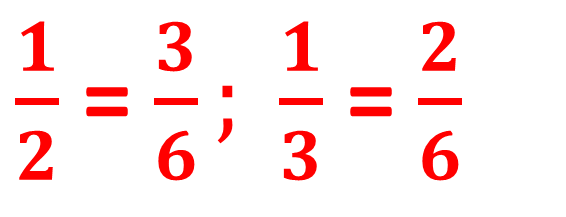 1/2 = 3/6 ; 1/3 = 2/6